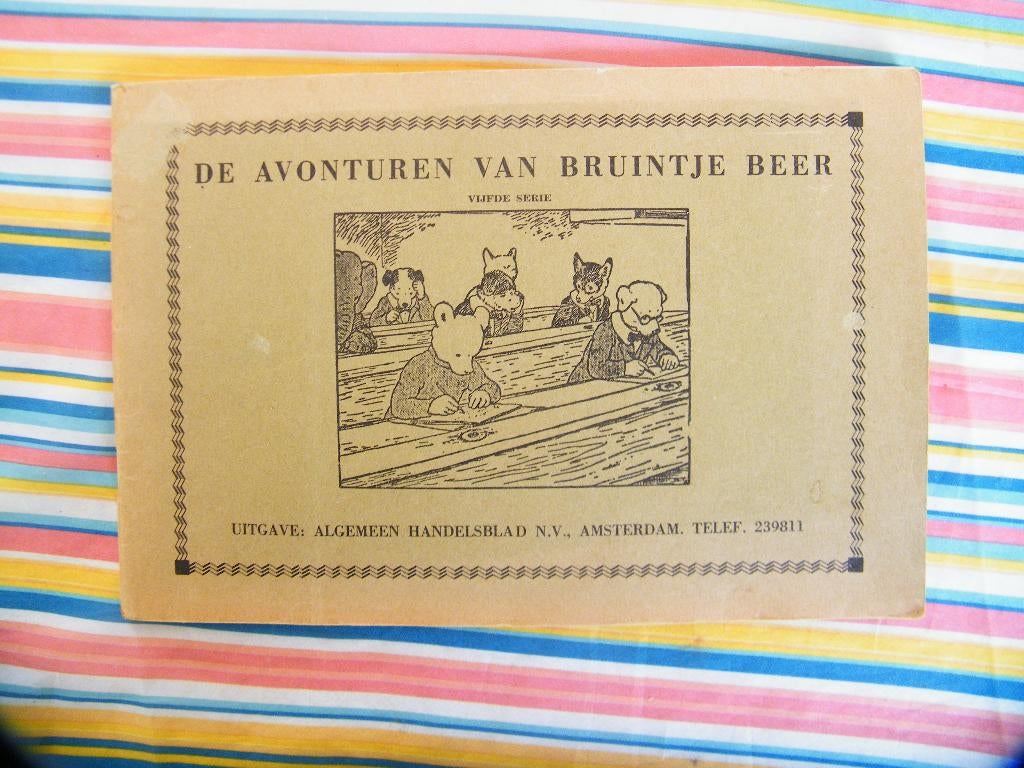 DE AVONTUREN VAN BRUINTJE BEER
VIJFDE SERIE
UITGAVE: ALGEMEEN HANDELSBLAD N.V., AMSTERDAM. TELEF. 239811